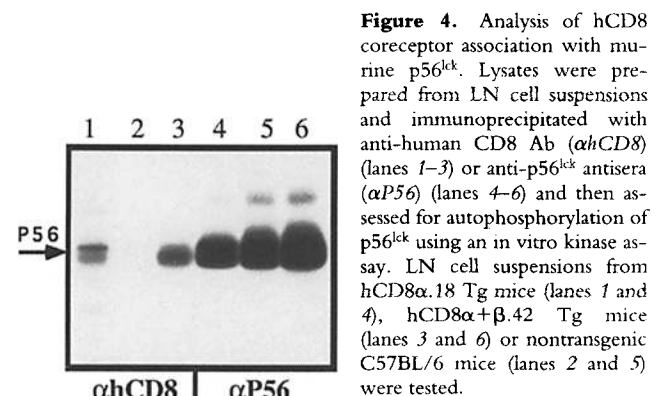 1 2 3 4 5 6
P56
αhCD8 αP56
Figure 4. Analysis of hCD8
coreceptor association with mu-
rine p56lck. Lysates were pre-
pared from LN cell suspensions
and immunoprecipitated with
anti-human CD8 Ab (αhCD8)
(lanes 1–3) or anti-p56lck antisera
(αP56) (lanes 4–6) and then as-
sessed for autophosphorylation of
p56lck using an in vitro kinase as-
say. LN cell suspensions from
hCD8α.18 Tg mice (lanes 1 and
4), hCD8α+β.42 Tg mice
(lanes 3 and 6) or nontransgenic
C57BL/6 mice (lanes 2 and 5)
were tested.